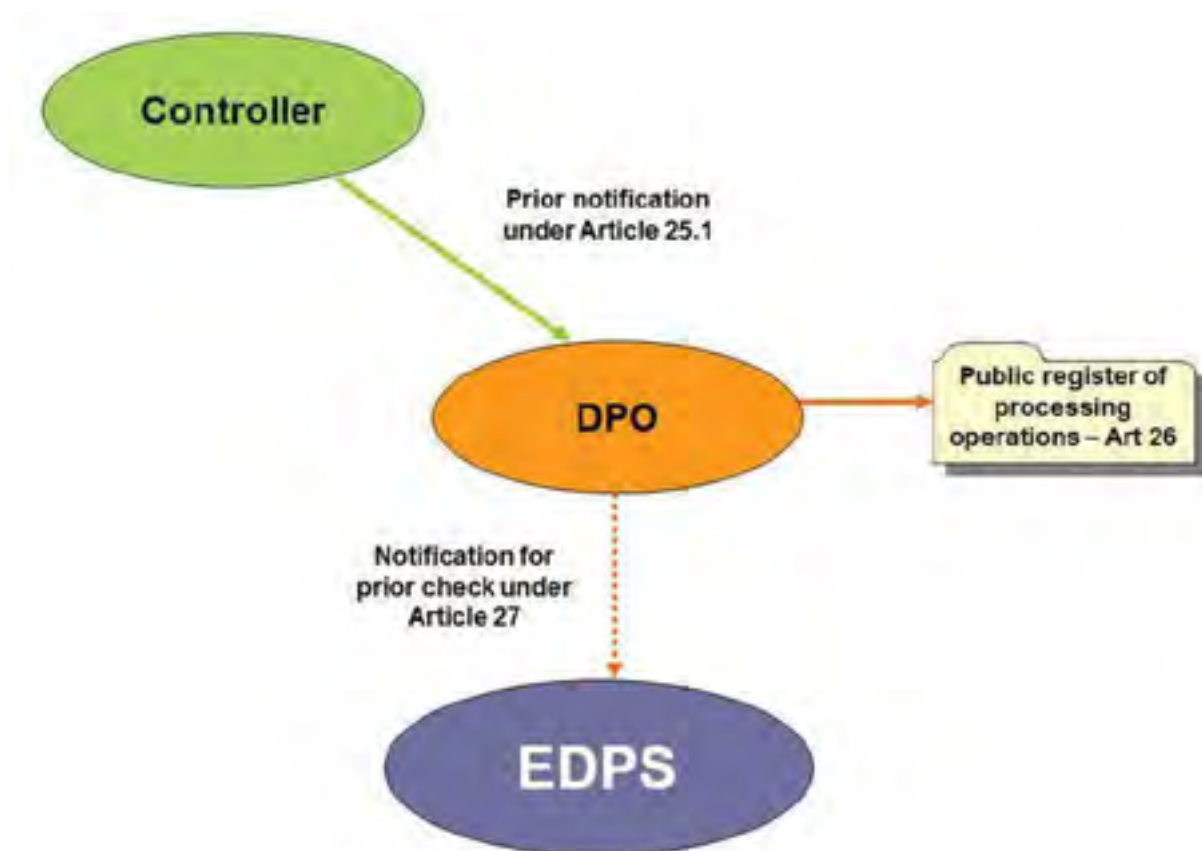 Controller
Prior notification
under Article 25.1
DPO
Public register of
processing
operations – Art 26
Notification for
prior check under
Article 27
EDPS